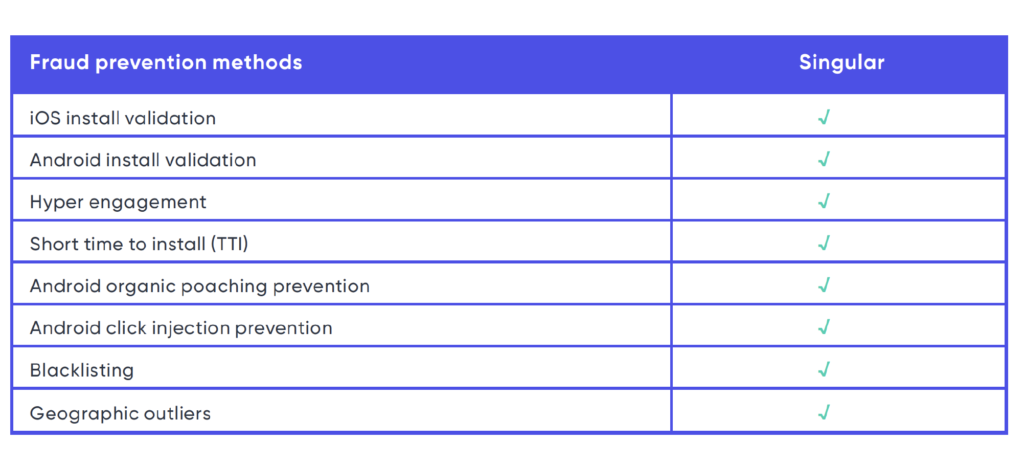 Fraud prevention methods Singular
iOS install validation √
Android install validation √
Hyper engagement √
Short time to install (TTI) √
Android organic poaching prevention √
Android click injection prevention √
Blacklisting √
Geographic outliers √